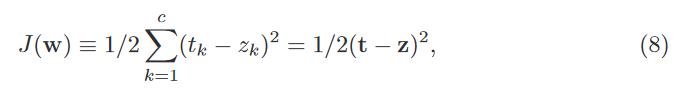 J(w) ≡ 1/2 ∑_{k=1}^{c} (t_k − z_k)^2 = 1/2(t − z)^2, (8)